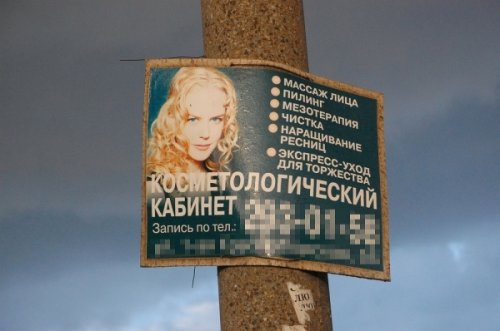 МАССАЖ ЛИЦА
ПИЛИНГ
МЕЗОТЕРАПИЯ
ЧИСТКА
НАРАЩИВАНИЕ
РЕСНИЦ
ЭКСПРЕСС-УХОД
ДЛЯ ТОРЖЕСТВА
КОСМЕТОЛОГИЧЕСКИЙ
КАБИНЕТ
Запись по тел.: